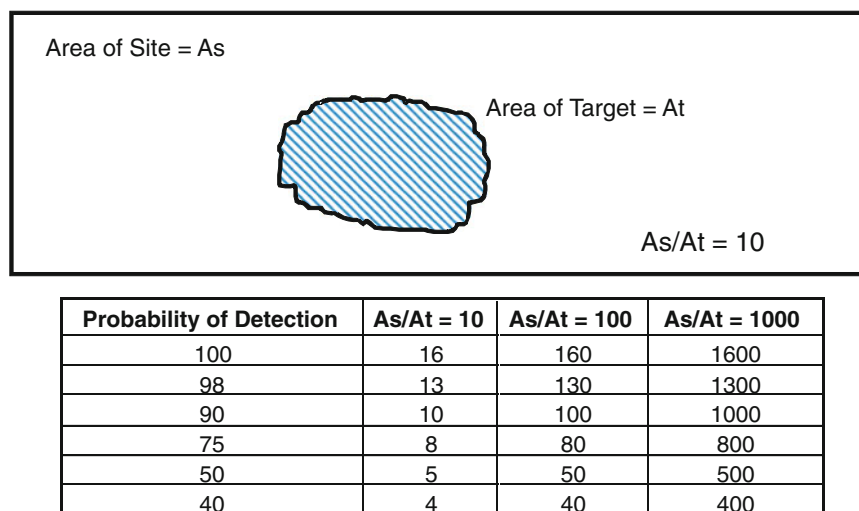 Area of Site = As
Area of Target = At
As/At = 10
Probability of Detection As/At = 10 As/At = 100 As/At = 1000
100 16 160 1600
98 13 130 1300
90 10 100 1000
75 8 80 800
50 5 50 500
40 4 40 400